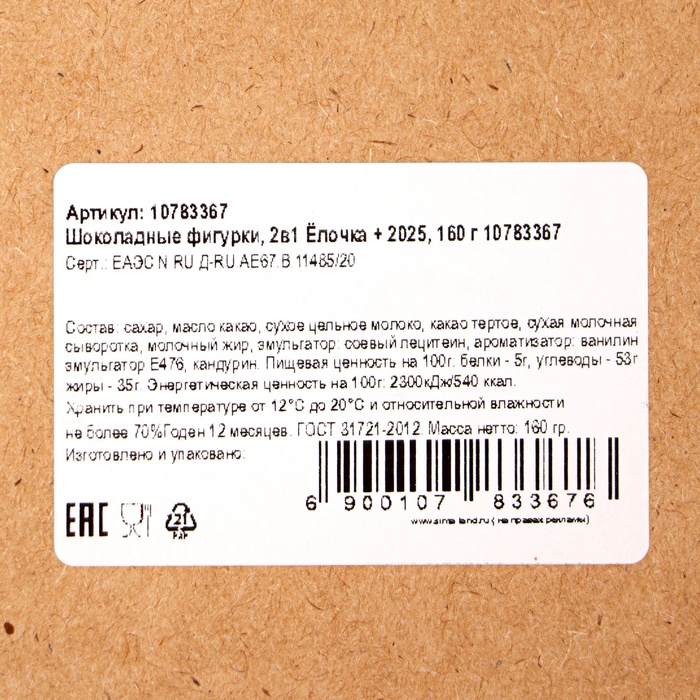 Артикул: 10783367
Шоколадные фигурки, 2в1 Ёлочка + 2025, 160 г 10783367
Серт.: ЕАЭС N RU Д-RU.АЕ67.В.11485/20
Состав: сахар, масло какао, сухое цельное молоко, какао тертое, сухая молочная
сыворотка, молочный жир, эмульгатор: соевый лецитеин, ароматизатор: ванилин
эмульгатор Е476, кандурин. Пищевая ценность на 100г. белки - 5г, углеводы - 53г
жиры - 35г. Энергетическая ценность на 100г: 2300кДж/540 ккал.
Хранить при температуре от 12°С до 20°С и относительной влажности
не более 70%Годен 12 месяцев. ГОСТ 31721-2012. Масса нетто: 160 гр.
Изготовлено и упаковано:
6 900107 833676
www.sima-land.ru ( на правах рекламы)
EAC
21
PAP